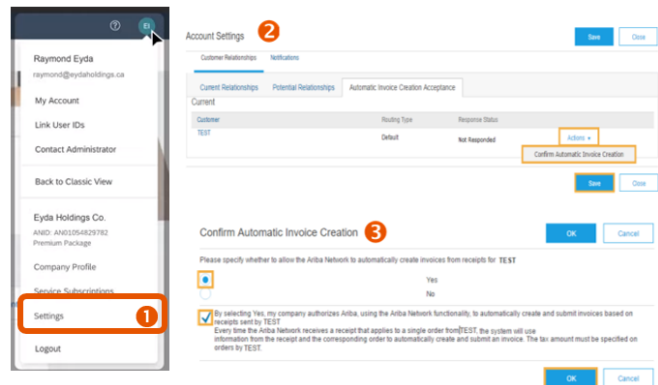 EI
Raymond Eyda
raymond@eydaholdings.ca
My Account
Link User IDs
Contact Administrator
Back to Classic View
Eyda Holdings Co.
ANID: AN01054829782
Premium Package
Company Profile
Service Subscriptions
Settings
1
Logout
Account Settings
2
Save
Close
Customer Relationships
Notifications
Current Relationships
Potential Relationships
Automatic Invoice Creation Acceptance
Current
Customer
Routing Type
Response Status
TEST
Default
Not Responded
Actions
Confirm Automatic Invoice Creation
Save
Close
Confirm Automatic Invoice Creation
3
OK
Cancel
Please specify whether to allow the Ariba Network to automatically create invoices from receipts for TEST
Yes
No
By selecting Yes, my company authorizes Ariba, using the Ariba Network functionality, to automatically create and submit invoices based on
receipts sent by TEST
Every time the Ariba Network receives a receipt that applies to a single order from TEST, the system will use
information from the receipt and the corresponding order to automatically create and submit an invoice. The tax amount must be specified on
orders by TEST.
OK
Cancel